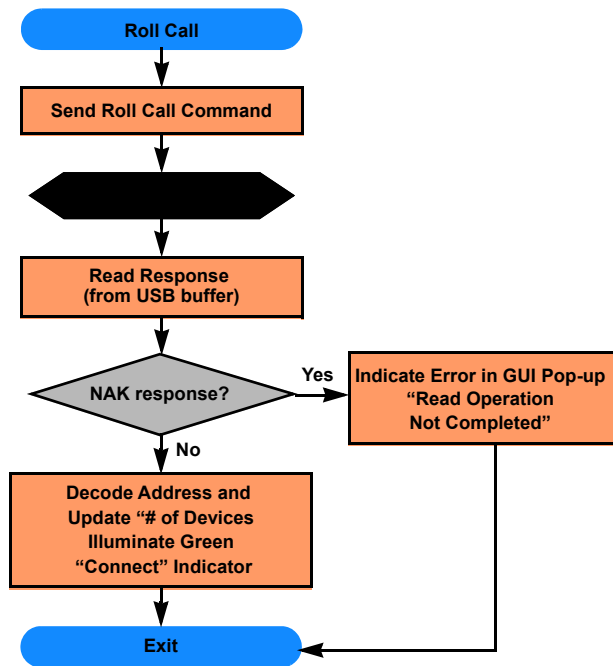 Roll Call
Send Roll Call Command
Read Response
(from USB buffer)
NAK response?
Yes
Indicate Error in GUI Pop-up
“Read Operation
Not Completed”
No
Decode Address and
Update “# of Devices
Illuminate Green
“Connect” Indicator
Exit